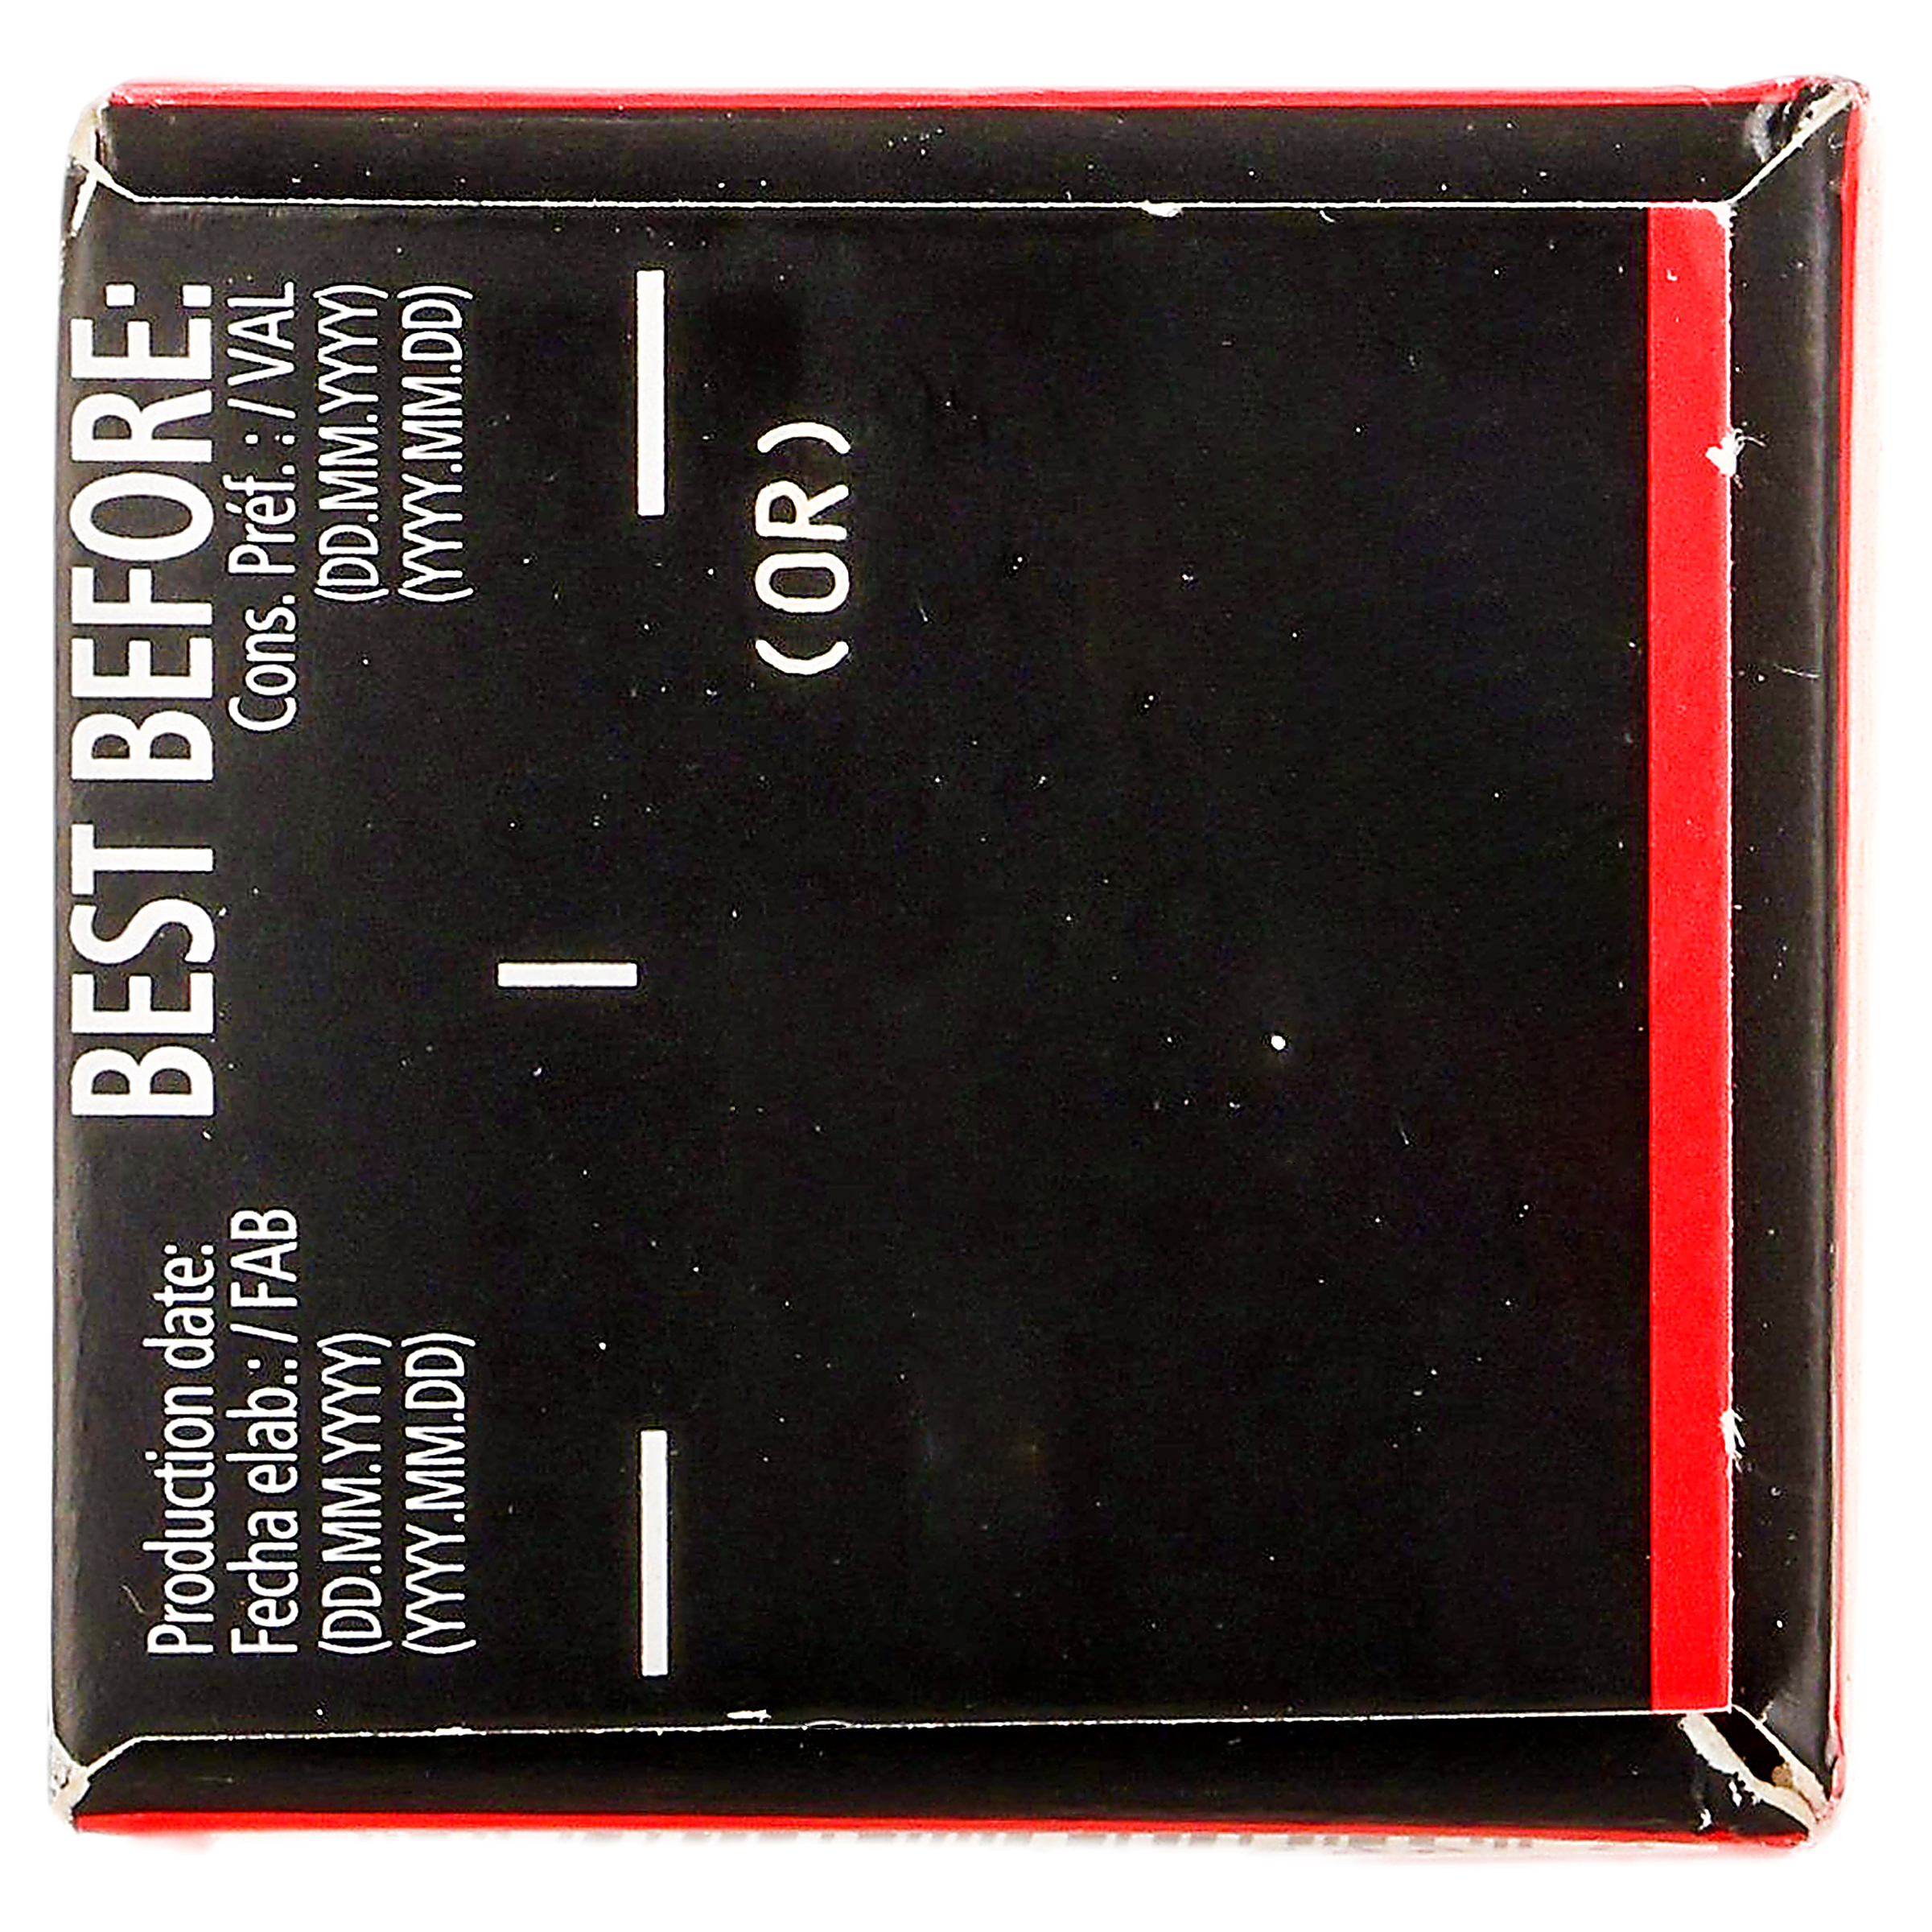 Production date:
Fecha elab.: / FAB
(DD.MM.YYYY)
(YYYY.MM.DD)
BEST BEFORE:
Cons. Préf.: / VAL
(DD.MM.YYYY)
(YYYY.MM.DD)
(OR)